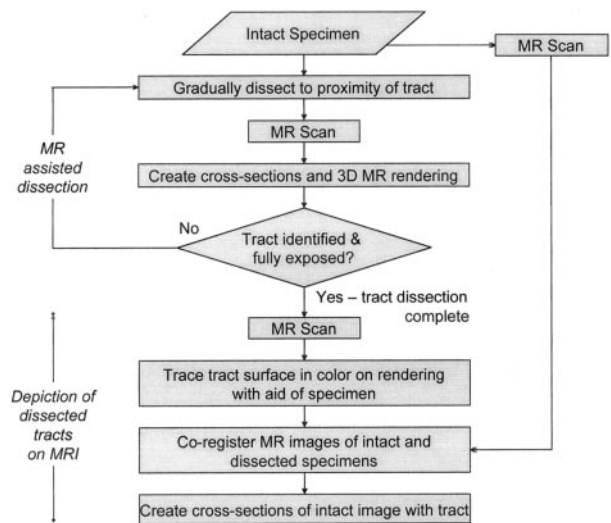 Intact Specimen
MR Scan
Gradually dissect to proximity of tract
MR Scan
MR
assisted
dissection
Create cross-sections and 3D MR rendering
No
Tract identified &
fully exposed?
Yes – tract dissection
complete
MR Scan
Depiction of
dissected
tracts
on MRI
Trace tract surface in color on rendering
with aid of specimen
Co-register MR images of intact and
dissected specimens
Create cross-sections of intact image with tract